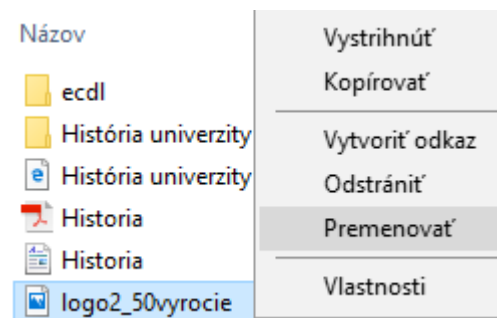 Názov
ecdl
História univerzity
História univerzity
Historia
Historia
logo2_50vyrocie
Vystrihnúť
Kopírovať
Vytvoriť odkaz
Odstrániť
Premenovať
Vlastnosti